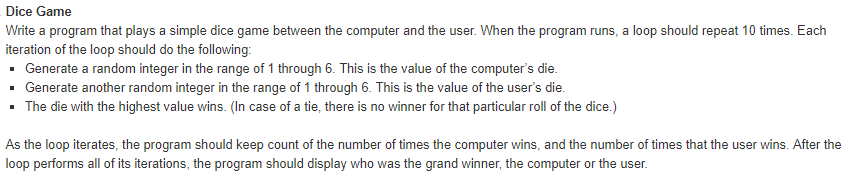 Dice Game
Write a program that plays a simple dice game between the computer and the user. When the program runs, a loop should repeat 10 times. Each
iteration of the loop should do the following:
▪ Generate a random integer in the range of 1 through 6. This is the value of the computer's die.
▪ Generate another random integer in the range of 1 through 6. This is the value of the user's die.
▪ The die with the highest value wins. (In case of a tie, there is no winner for that particular roll of the dice.)
As the loop iterates, the program should keep count of the number of times the computer wins, and the number of times that the user wins. After the
loop performs all of its iterations, the program should display who was the grand winner, the computer or the user.